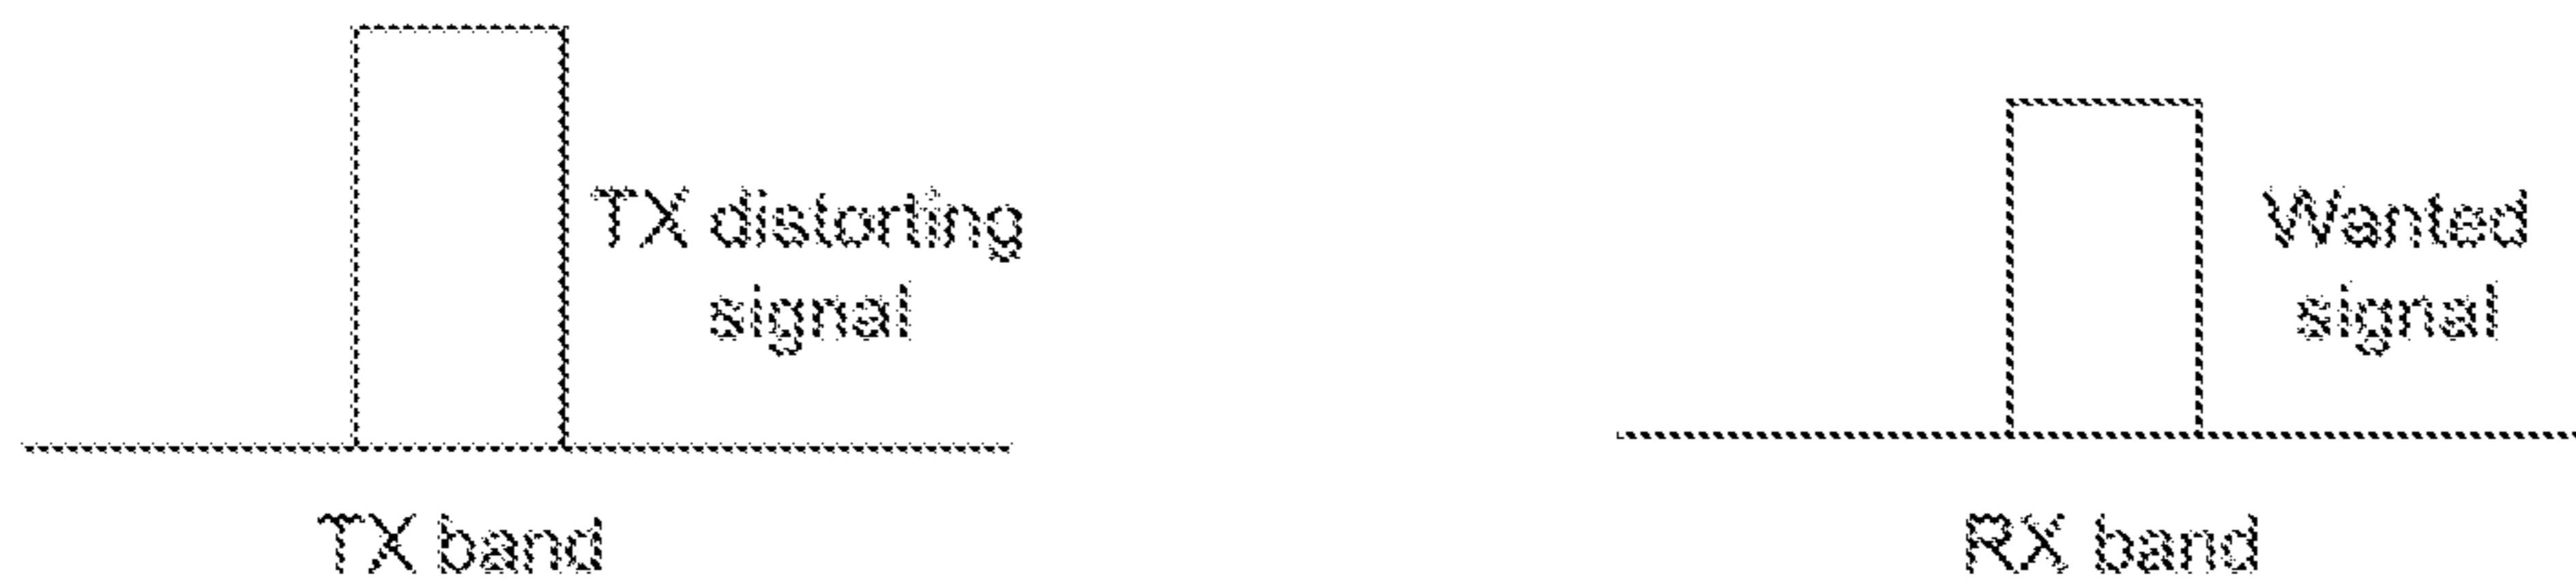 TX distorting
signal
Wanted
signal
TX band
RX band